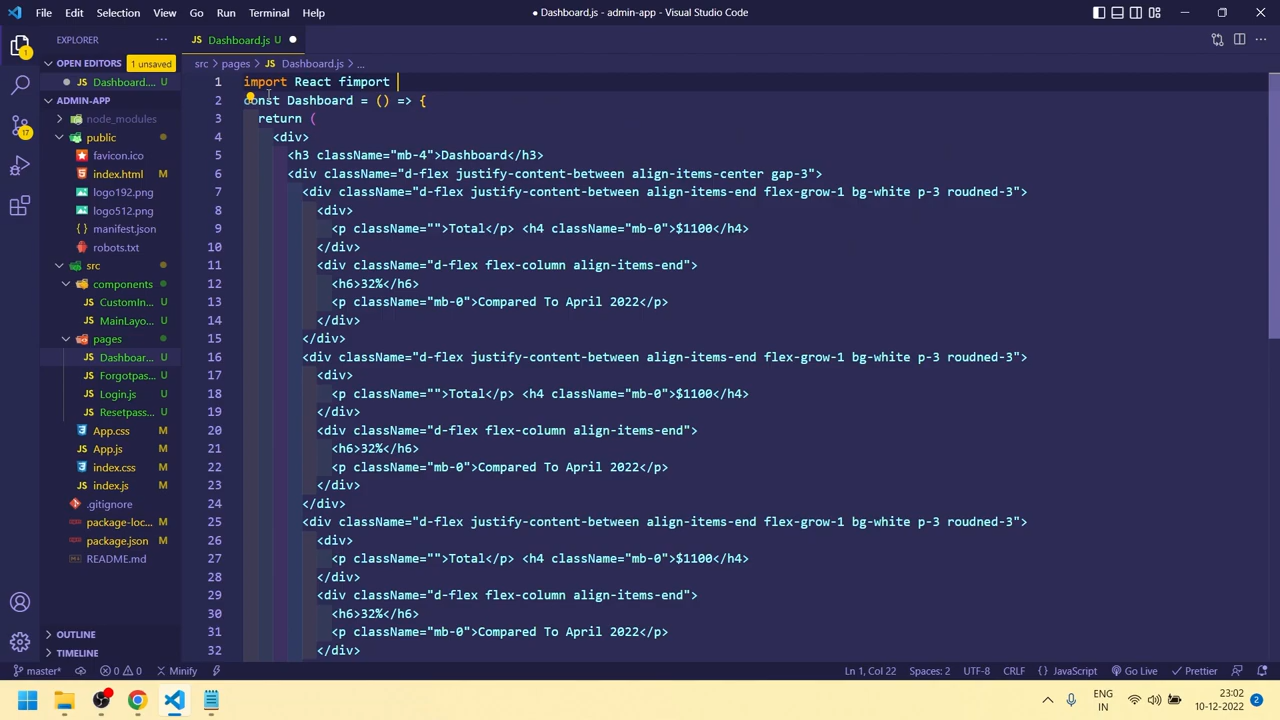 File Edit Selection View Go Run Terminal Help
● Dashboard.js - admin-app - Visual Studio Code
EXPLORER ...
OPEN EDITORS 1 unsaved
Dashboard.... U
ADMIN-APP
node_modules
public
favicon.ico
index.html M
logo192.png
logo512.png
manifest.json
robots.txt
src
components
JS CustomIn... U
JS MainLayo... U
pages
JS Dashboar... U
JS Forgotpas... U
JS Login.js U
JS Resetpass... U
App.css M
JS App.js M
index.css M
JS index.js M
.gitignore
package-loc... M
package.json M
README.md
OUTLINE
TIMELINE
1
17
JS Dashboard.js U ●
src > pages > JS Dashboard.js > ...
1 import React fimport
2 const Dashboard = () => {
3 return (
4 <div>
5 <h3 className="mb-4">Dashboard</h3>
6 <div className="d-flex justify-content-between align-items-center gap-3">
7 <div className="d-flex justify-content-between align-items-end flex-grow-1 bg-white p-3 roudned-3">
8 <div>
9 <p className="">Total</p> <h4 className="mb-0">$1100</h4>
10 </div>
11 <div className="d-flex flex-column align-items-end">
12 <h6>32%</h6>
13 <p className="mb-0">Compared To April 2022</p>
14 </div>
15 </div>
16 <div className="d-flex justify-content-between align-items-end flex-grow-1 bg-white p-3 roudned-3">
17 <div>
18 <p className="">Total</p> <h4 className="mb-0">$1100</h4>
19 </div>
20 <div className="d-flex flex-column align-items-end">
21 <h6>32%</h6>
22 <p className="mb-0">Compared To April 2022</p>
23 </div>
24 </div>
25 <div className="d-flex justify-content-between align-items-end flex-grow-1 bg-white p-3 roudned-3">
26 <div>
27 <p className="">Total</p> <h4 className="mb-0">$1100</h4>
28 </div>
29 <div className="d-flex flex-column align-items-end">
30 <h6>32%</h6>
31 <p className="mb-0">Compared To April 2022</p>
32 </div>
master* 0 0 Minify Ln 1, Col 22 Spaces: 2 UTF-8 CRLF { } JavaScript Go Live ✓ Prettier
ENG
IN
23:02
10-12-2022
2